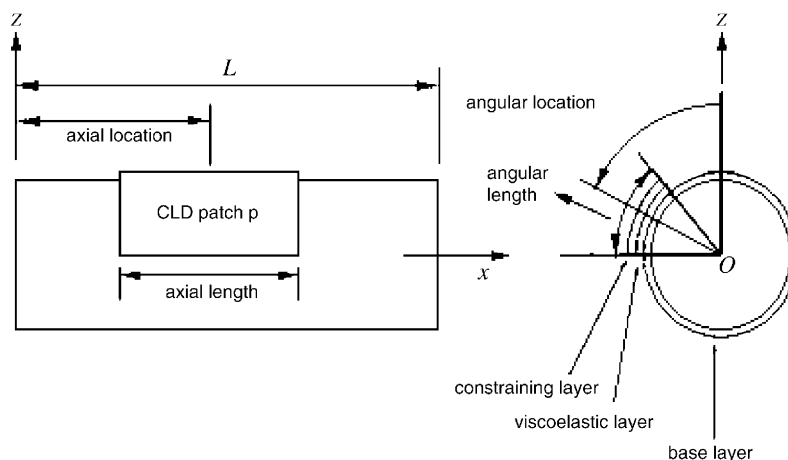 Z
L
axial location
CLD patch p
x
axial length
Z
angular location
angular
length
O
constraining layer
viscoelastic layer
base layer